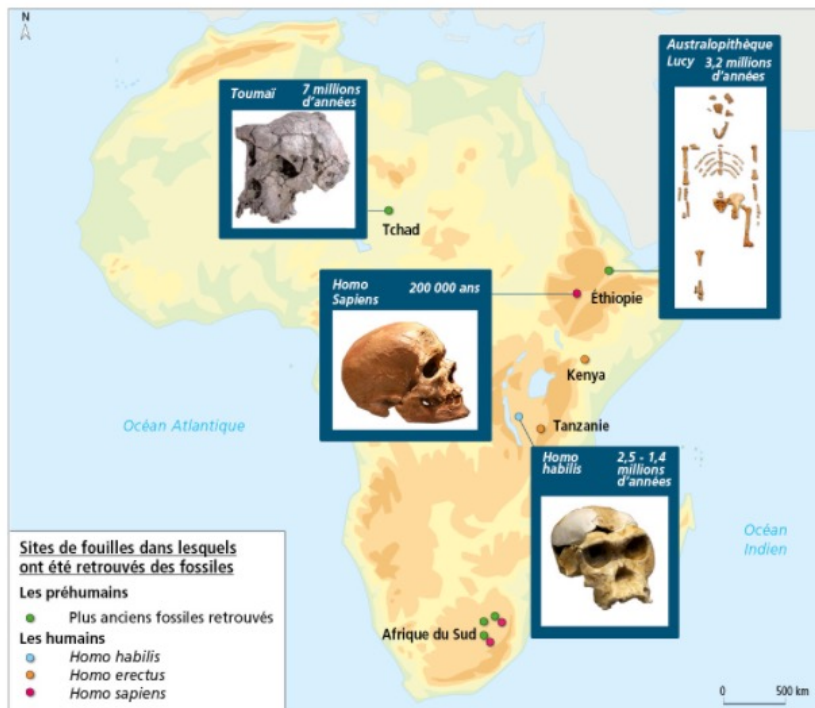 N
Toumaï 7 millions
d'années
Australopithèque
Lucy 3,2 millions
d'années
Tchad
Homo
Sapiens 200 000 ans
Éthiopie
Kenya
Océan Atlantique
Tanzanie
Homo
habilis 2,5 - 1,4
millions
d'années
Océan
Indien
Afrique du Sud
Sites de fouilles dans lesquels
ont été retrouvés des fossiles
Les préhumains
Plus anciens fossiles retrouvés
Les humains
Homo habilis
Homo erectus
Homo sapiens
0 500 km